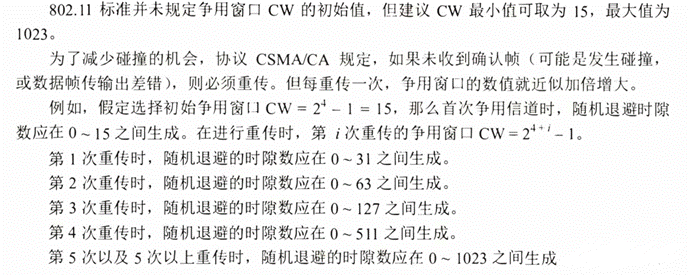 802.11 标准并未规定争用窗口 CW 的初始值，但建议 CW 最小值可取为 15，最大值为
1023。
为了减少碰撞的机会，协议 CSMA/CA 规定，如果未收到确认帧（可能是发生碰撞，
或数据帧传输出差错），则必须重传。但每重传一次，争用窗口的数值就近似加倍增大。
例如，假定选择初始争用窗口 CW = 2⁴ − 1 = 15，那么首次争用信道时，随机退避时隙
数应在 0 ~ 15 之间生成。在进行重传时，第 i 次重传的争用窗口 CW = 2⁴⁺ⁱ − 1。
第 1 次重传时，随机退避的时隙数应在 0 ~ 31 之间生成。
第 2 次重传时，随机退避的时隙数应在 0 ~ 63 之间生成。
第 3 次重传时，随机退避的时隙数应在 0 ~ 127 之间生成。
第 4 次重传时，随机退避的时隙数应在 0 ~ 511 之间生成。
第 5 次以及 5 次以上重传时，随机退避的时隙数应在 0 ~ 1023 之间生成